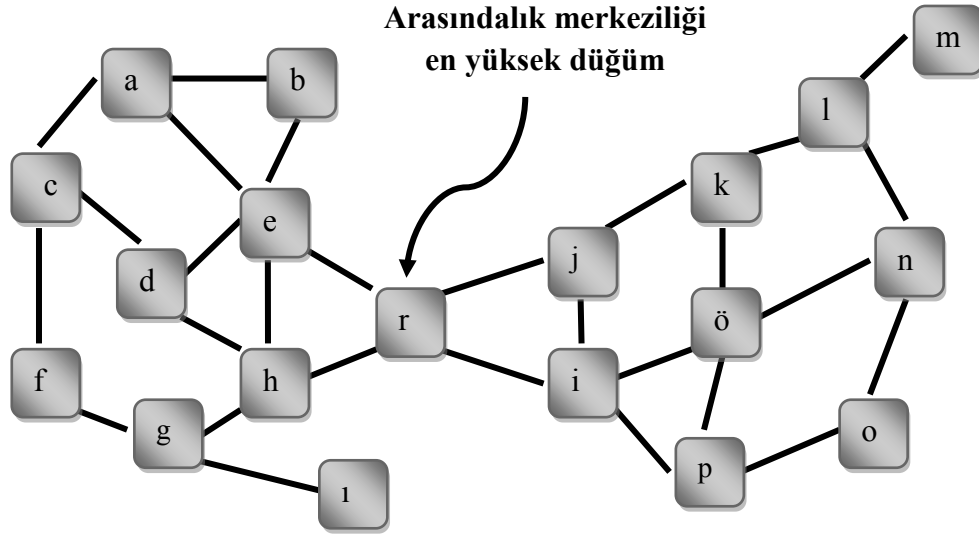 Arasındalık merkeziliği
en yüksek düğüm
m
a
b
l
c
k
e
j
n
d
r
ö
f
h
i
g
o
p
ı